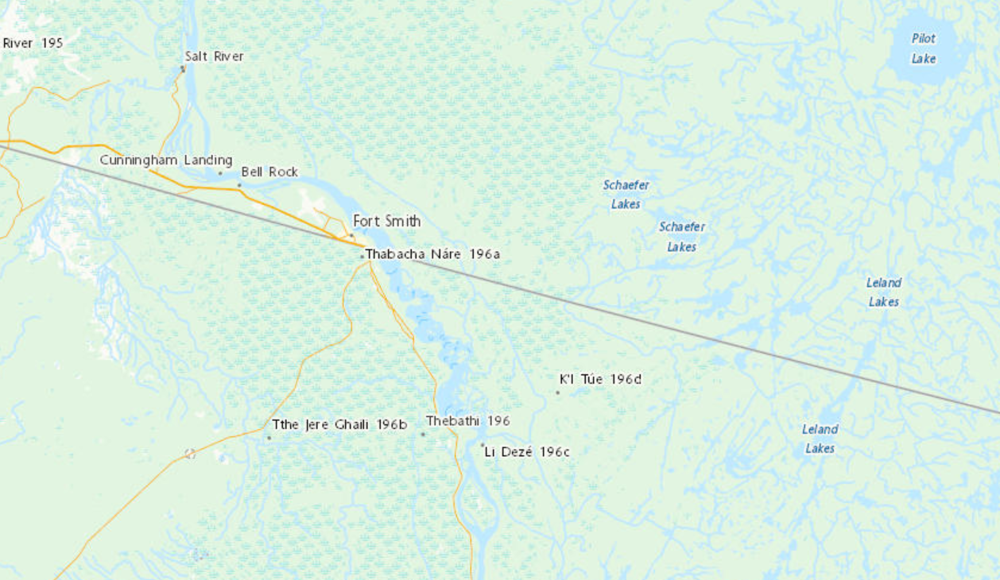 Pilot
Lake
River 195
Salt River
Cunningham Landing
Bell Rock
Schaefer
Lakes
Fort Smith
Schaefer
Lakes
Thabacha Náre 196a
Leland
Lakes
K'I Túe 196d
Tthe Jere Ghaili 196b
Thebathi 196
Leland
Lakes
Li Dezé 196c